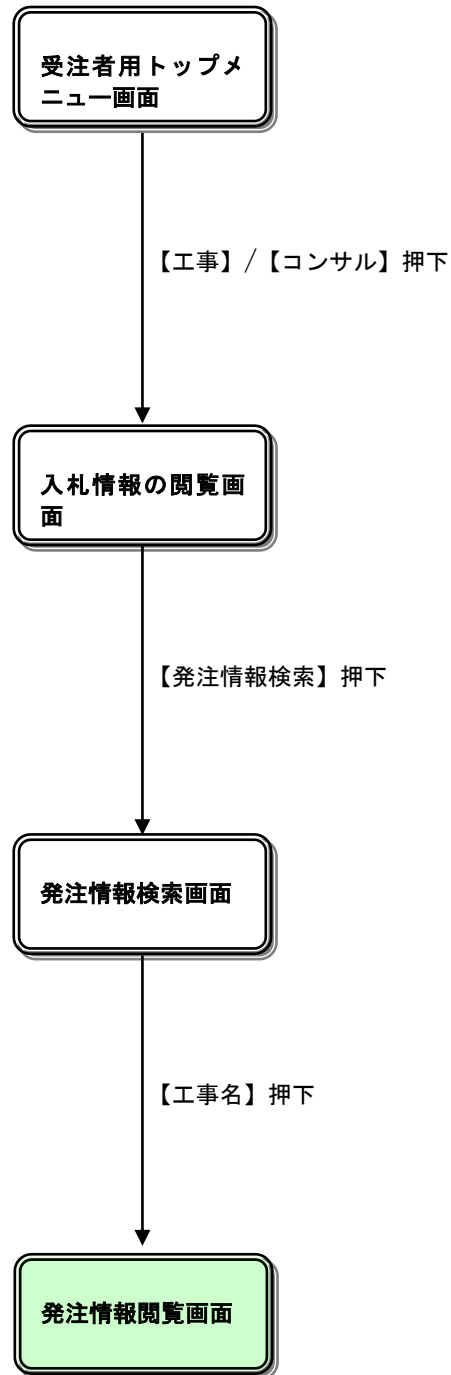 受注者用トップメ
ニュー画面
【工事】/【コンサル】押下
入札情報の閲覧画
面
【発注情報検索】押下
発注情報検索画面
【工事名】押下
発注情報閲覧画面